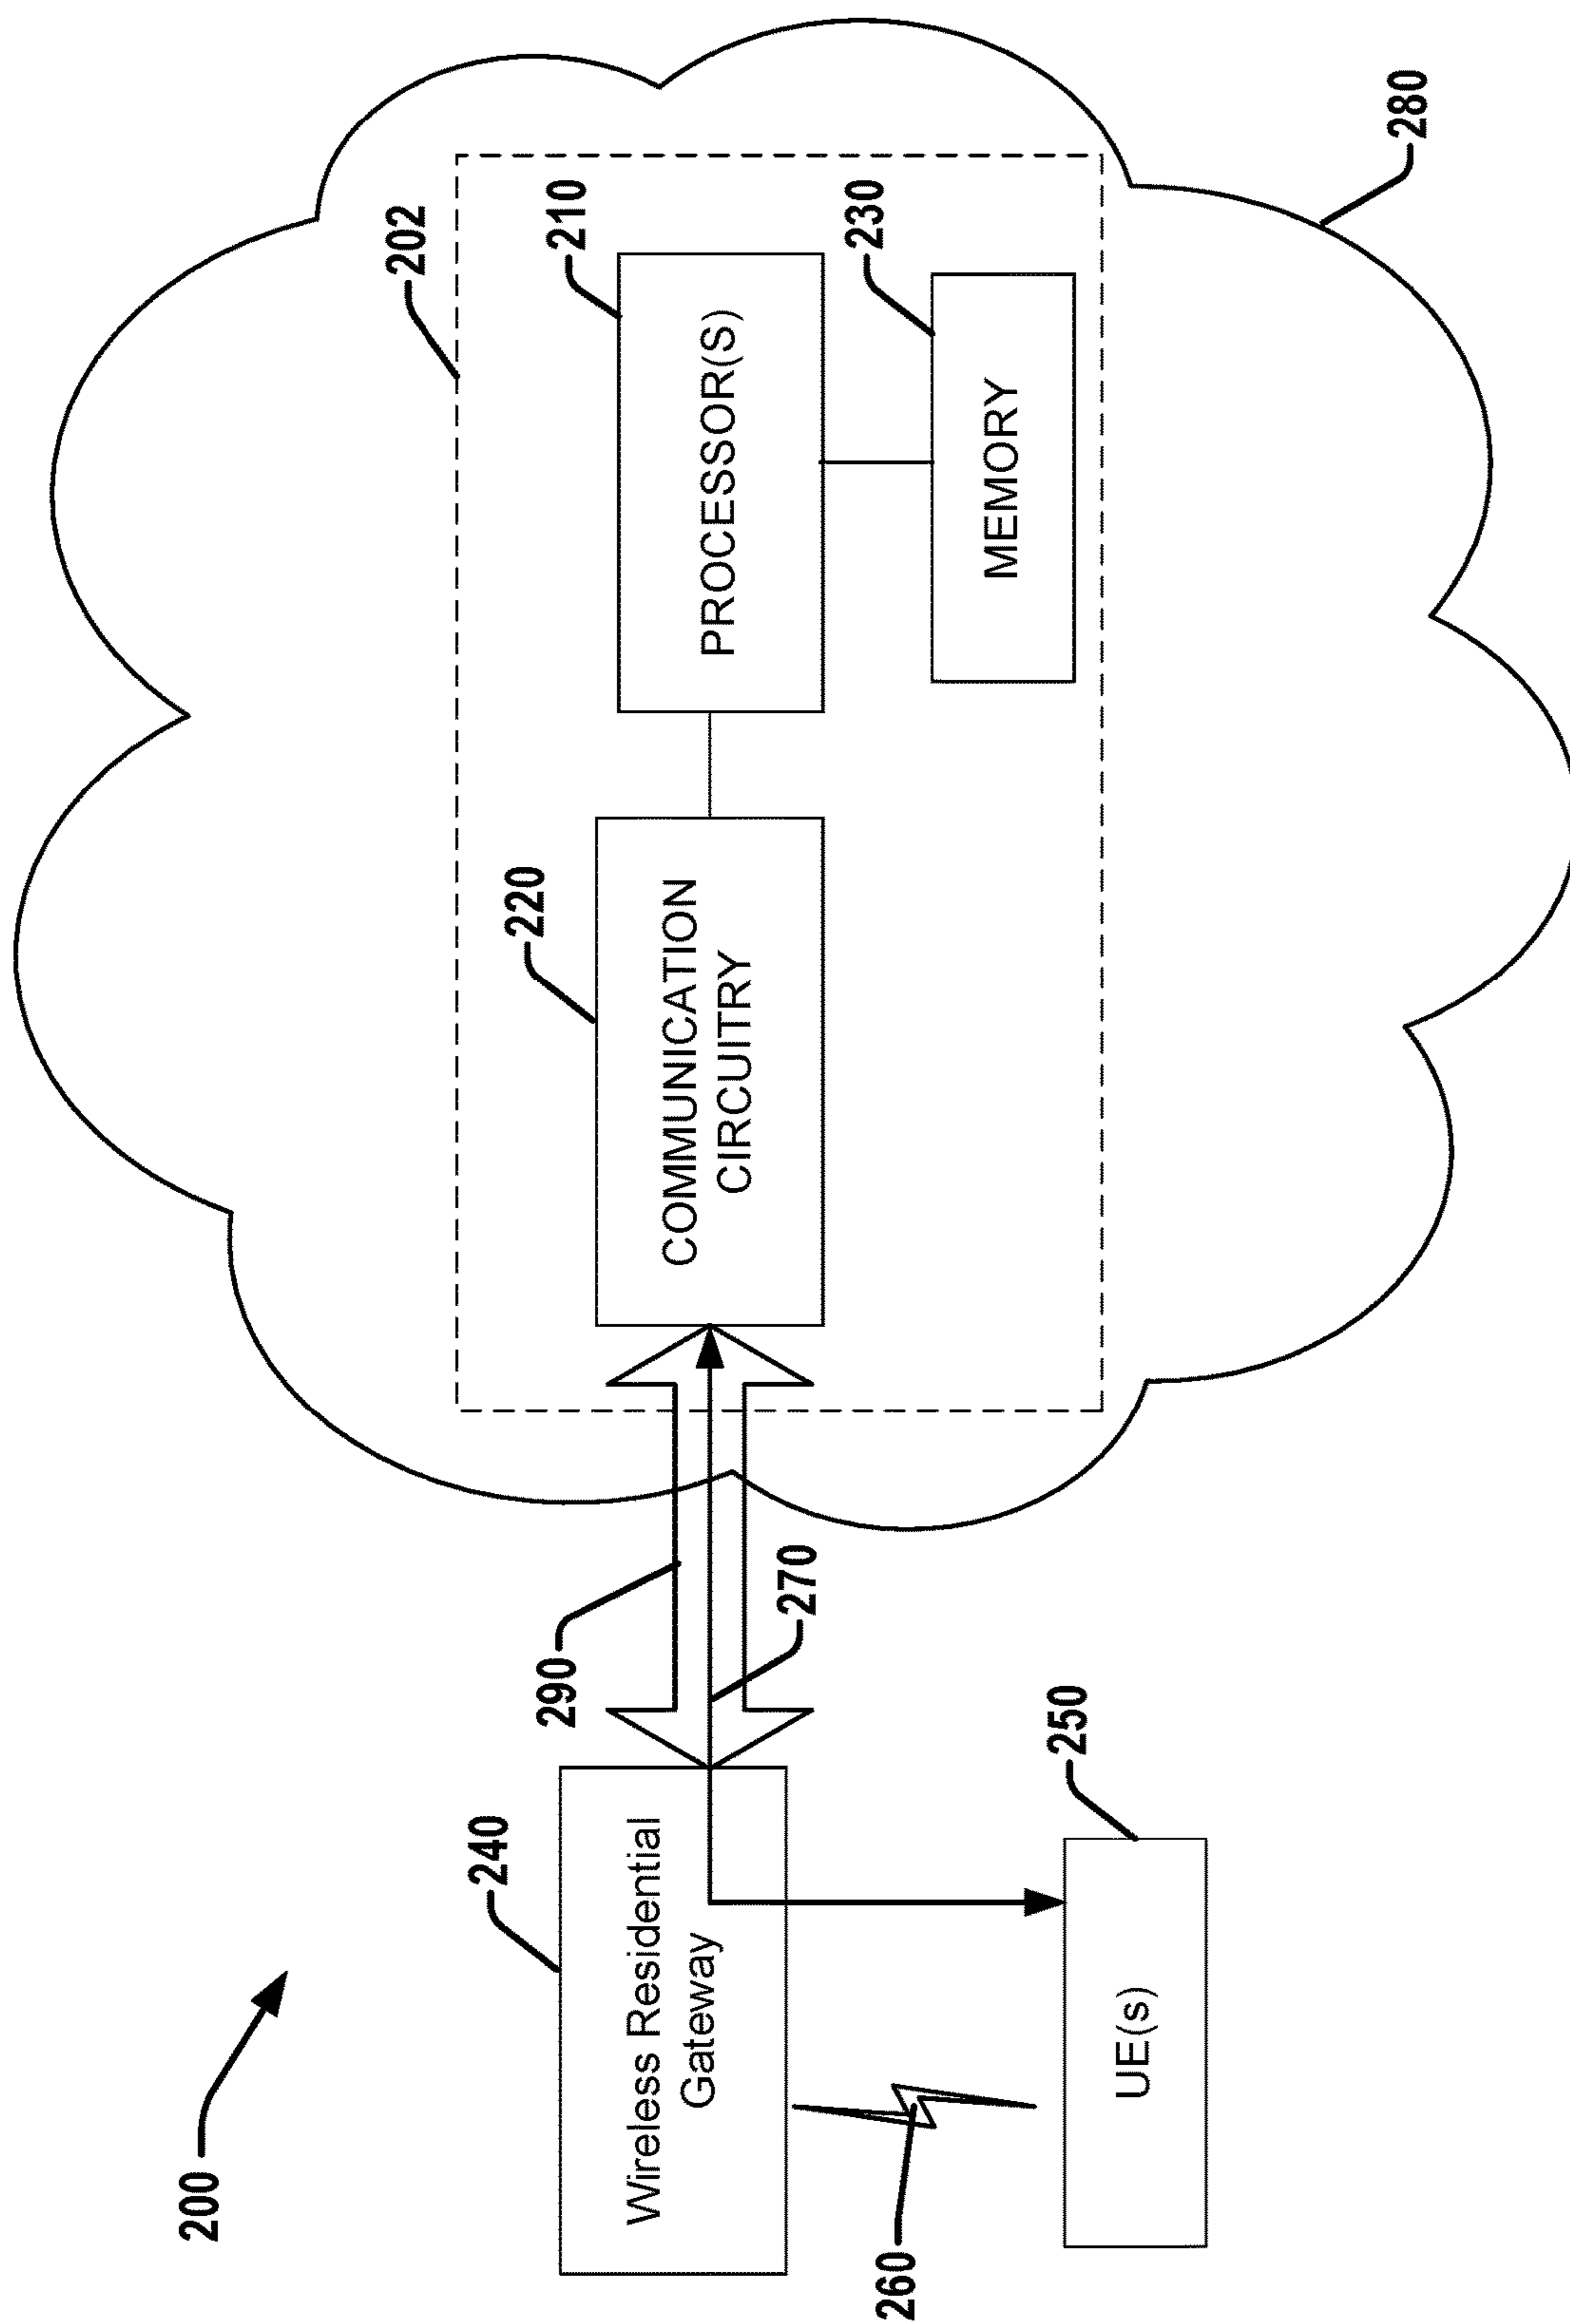 200
202
210
PROCESSOR(S)
220
COMMUNICATION
CIRCUITRY
230
MEMORY
280
290
270
240
Wireless Residential
Gateway
250
UE(s)
260